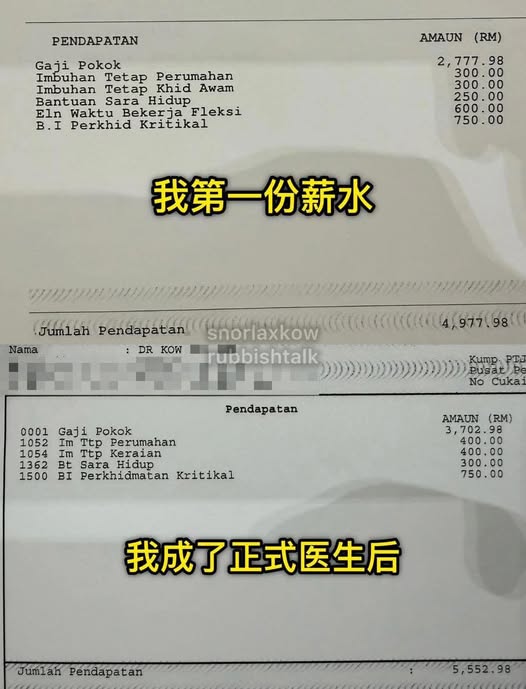 PENDAPATAN AMAUN (RM)
Gaji Pokok 2,777.98
Imbuhan Tetap Perumahan 300.00
Imbuhan Tetap Khid Awam 300.00
Bantuan Sara Hidup 250.00
Eln Waktu Bekerja Fleksi 600.00
B.I Perkhid Kritikal 750.00
我第一份薪水
Jumlah Pendapatan 4,977.98
snorlaxkow
rubbishtalk
Nama : DR KOW
Kump PTJ
Pusat Pe
No Cukai
Pendapatan
AMAUN (RM)
0001 Gaji Pokok 3,702.98
1052 Im Ttp Perumahan 400.00
1054 Im Ttp Keraian 400.00
1362 Bt Sara Hidup 300.00
1500 BI Perkhidmatan Kritikal 750.00
我成了正式医生后
Jumlah Pendapatan : 5,552.98